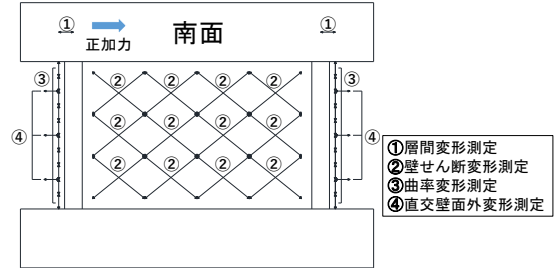 ① ①
正加力 南面
③ ② ② ② ② ③
④ ② ② ② ② ④
② ② ② ②
①層間変形測定
②壁せん断変形測定
③曲率変形測定
④直交壁面外変形測定